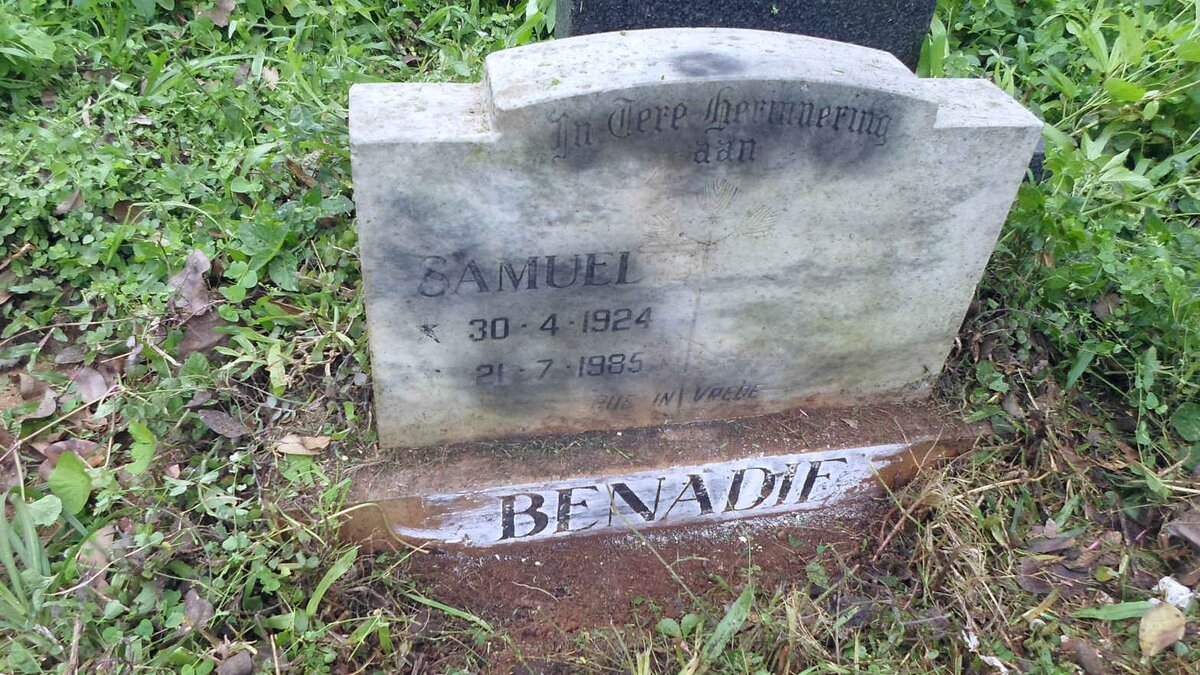 In Tere Herinnering
aan
SAMUEL
* 30 · 4 · 1924
21 · 7 · 1985
RUS IN VREDE
BENADIE